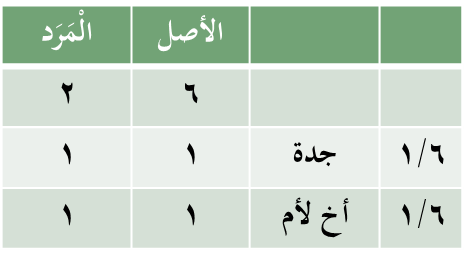 الأصل الْمَرَد
٦ ٢
١/٦ جدة ١ ١
١/٦ أخ لأم ١ ١